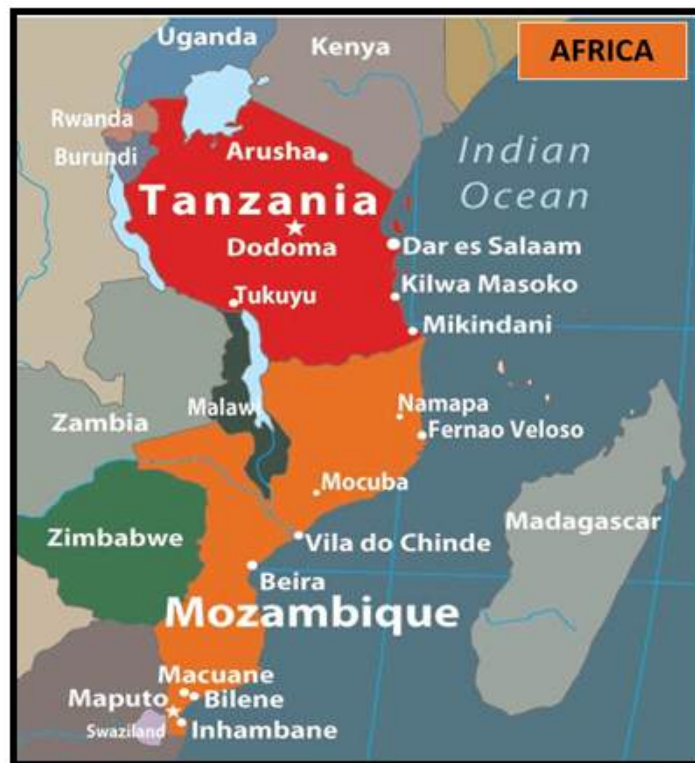 Uganda
Kenya
AFRICA
Rwanda
Burundi
Arusha
Indian
Ocean
Tanzania
Dodoma
Dar es Salaam
Kilwa Masoko
Tukuyu
Mikindani
Zambia
Malaw
Namapa
Fernao Veloso
Mocuba
Madagascar
Zimbabwe
Vila do Chinde
Beira
Mozambique
Macuane
Maputo
Bilene
Swaziland
Inhambane